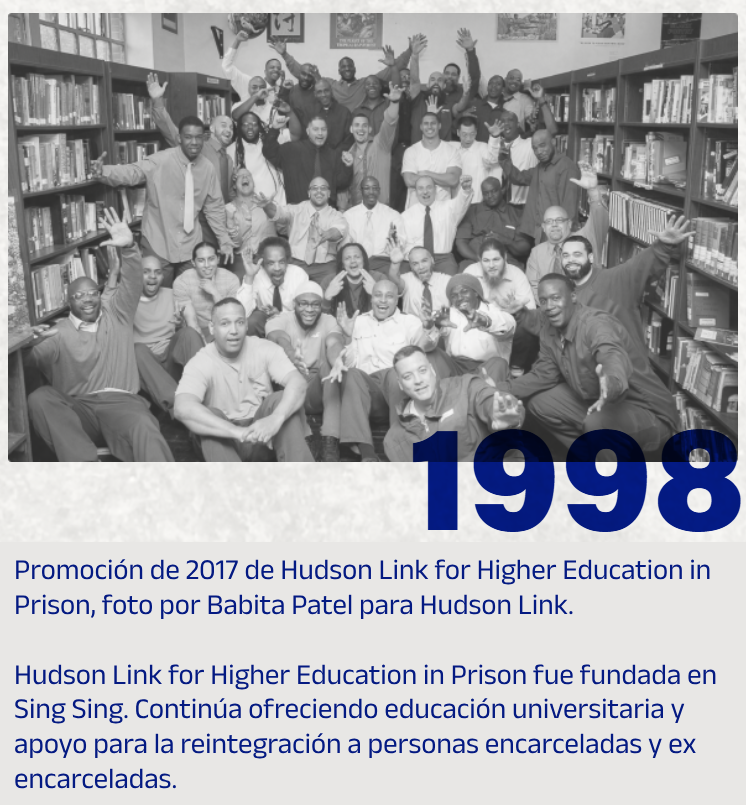 1998
Promoción de 2017 de Hudson Link for Higher Education in
Prison, foto por Babita Patel para Hudson Link.
Hudson Link for Higher Education in Prison fue fundada en
Sing Sing. Continúa ofreciendo educación universitaria y
apoyo para la reintegración a personas encarceladas y ex
encarceladas.